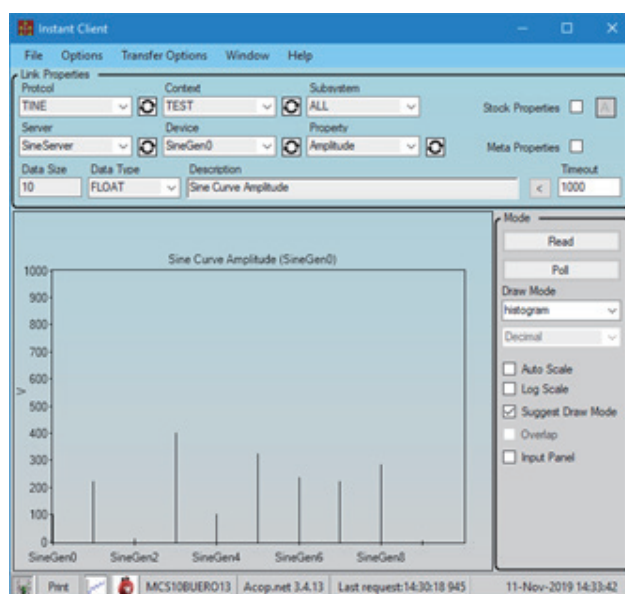 Instant Client
File Options Transfer Options Window Help
Link Properties
Protcol Context Subsystem
TINE TEST ALL Stock Properties A
Server Device Property
SineServer SineGen0 Amplitude Meta Properties
Data Size Data Type Description Timeout
10 FLOAT Sine Curve Amplitude < 1000
Mode
Read
Poll
Draw Mode
histogram
Decimal
Auto Scale
Log Scale
Suggest Draw Mode
Overlap
Input Panel
Sine Curve Amplitude (SineGen0)
1000
900
800
700
600
V
500
400
300
200
100
0
SineGen0 SineGen2 SineGen4 SineGen6 SineGen8
Print MCS10BUERO13 Acop.net 3.4.13 Last request:14:30:18 945 11-Nov-2019 14:33:42